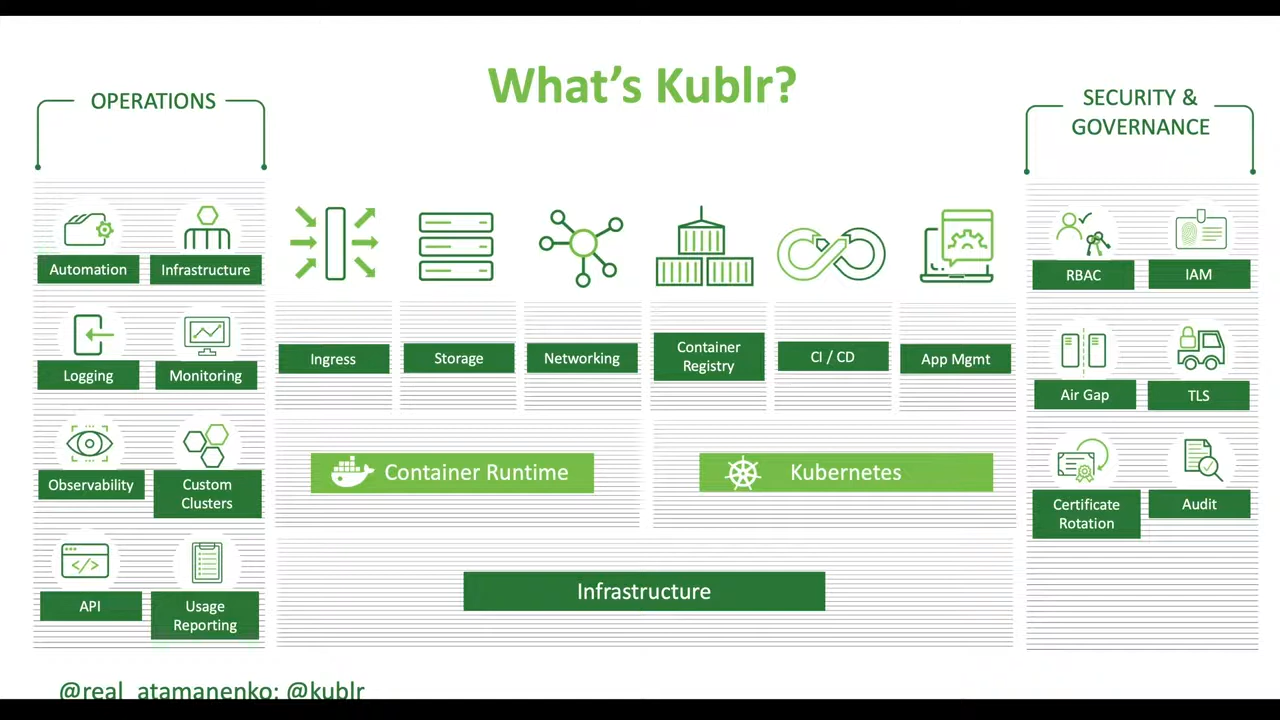 What's Kublr?
OPERATIONS
Automation
Infrastructure
Logging
Monitoring
Observability
Custom
Clusters
API
Usage
Reporting
Ingress
Storage
Networking
Container
Registry
CI / CD
App Mgmt
Container Runtime
Kubernetes
Infrastructure
SECURITY &
GOVERNANCE
RBAC
IAM
Air Gap
TLS
Certificate
Rotation
Audit
@real_atamanenko; @kublr